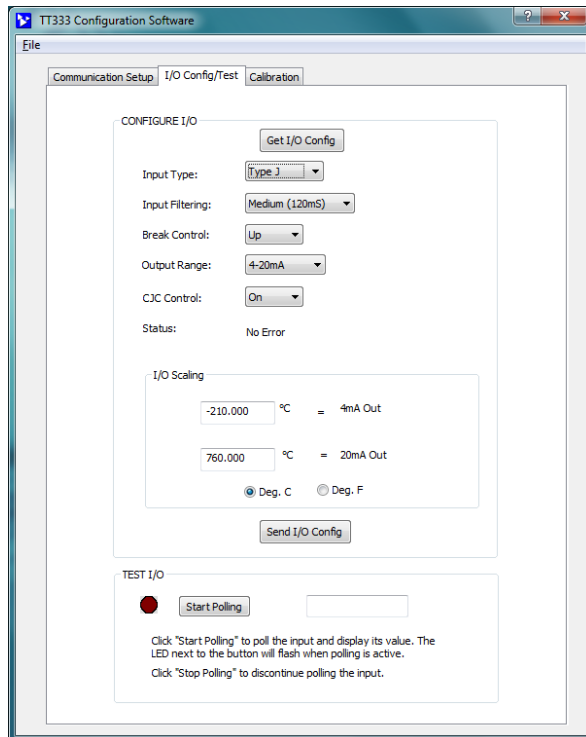 TT333 Configuration Software
? X
File
Communication Setup I/O Config/Test Calibration
CONFIGURE I/O
Get I/O Config
Input Type: Type J
Input Filtering: Medium (120mS)
Break Control: Up
Output Range: 4-20mA
CJC Control: On
Status: No Error
I/O Scaling
-210.000 °C = 4mA Out
760.000 °C = 20mA Out
Deg. C Deg. F
Send I/O Config
TEST I/O
Start Polling
Click "Start Polling" to poll the input and display its value. The
LED next to the button will flash when polling is active.
Click "Stop Polling" to discontinue polling the input.